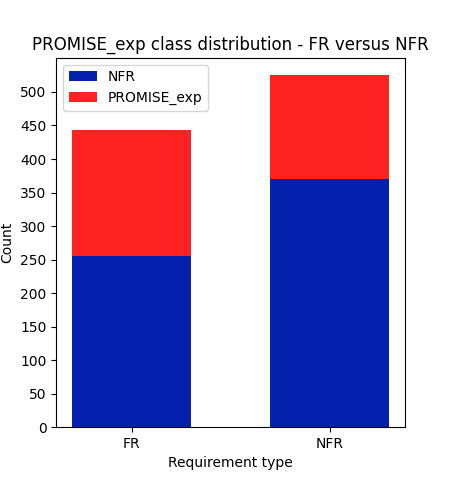 PROMISE_exp class distribution - FR versus NFR
NFR
PROMISE_exp
500
450
400
350
300
250
200
150
100
50
0
Count
FR NFR
Requirement type